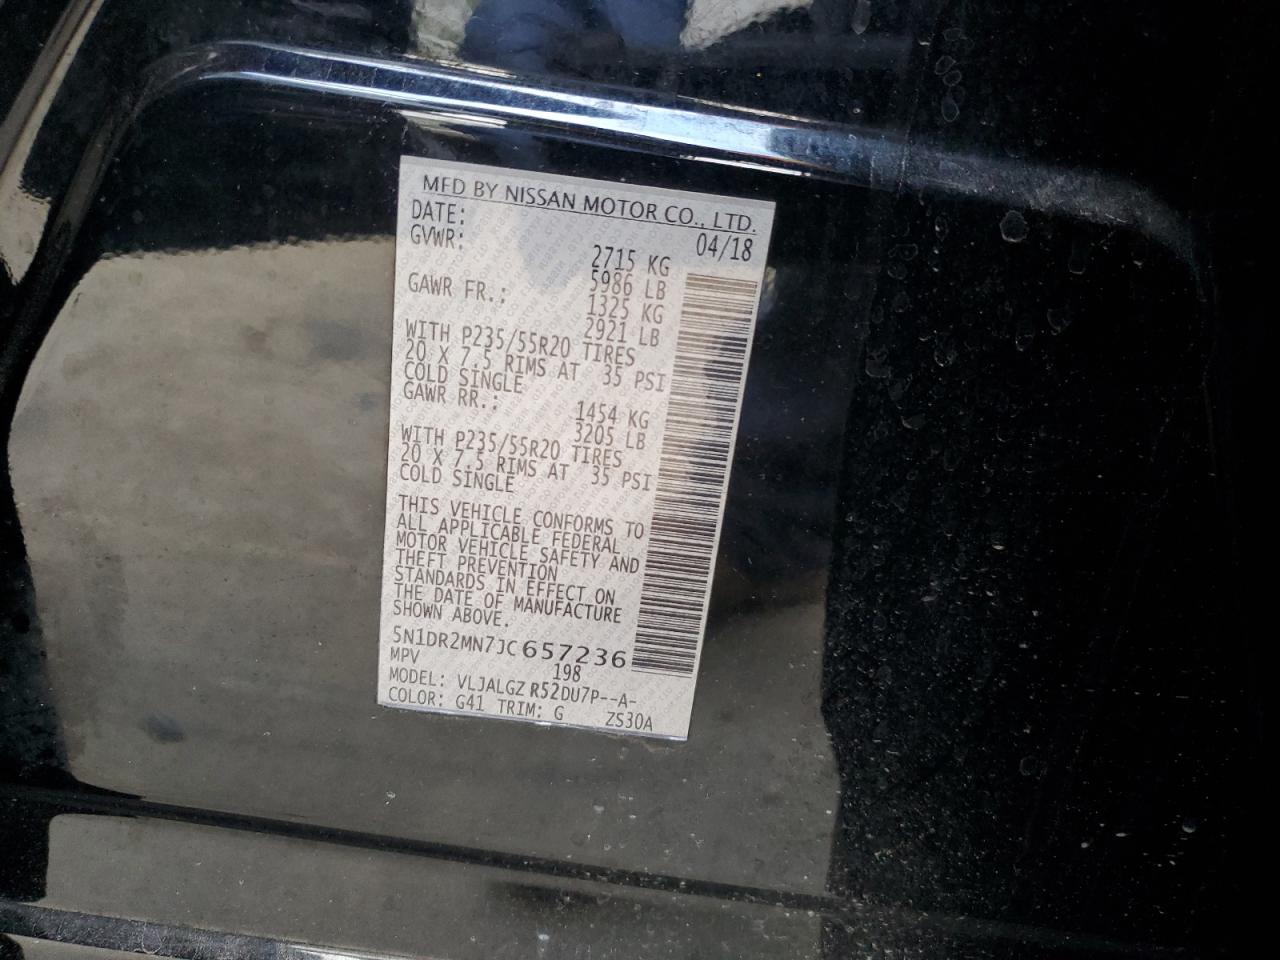 MFD BY NISSAN MOTOR CO., LTD.
DATE: 04/18
GVWR: 2715 KG
5986 LB
GAWR FR.: 1325 KG
2921 LB
WITH P235/55R20 TIRES
20 X 7.5 RIMS AT 35 PSI
COLD SINGLE
GAWR RR.: 1454 KG
3205 LB
WITH P235/55R20 TIRES
20 X 7.5 RIMS AT 35 PSI
COLD SINGLE
THIS VEHICLE CONFORMS TO
ALL APPLICABLE FEDERAL
MOTOR VEHICLE SAFETY AND
THEFT PREVENTION
STANDARDS IN EFFECT ON
THE DATE OF MANUFACTURE
SHOWN ABOVE.
5N1DR2MN7JC657236
MPV 198
MODEL: VLJALGZ R52DU7P--A-
COLOR: G41 TRIM: G ZS30A